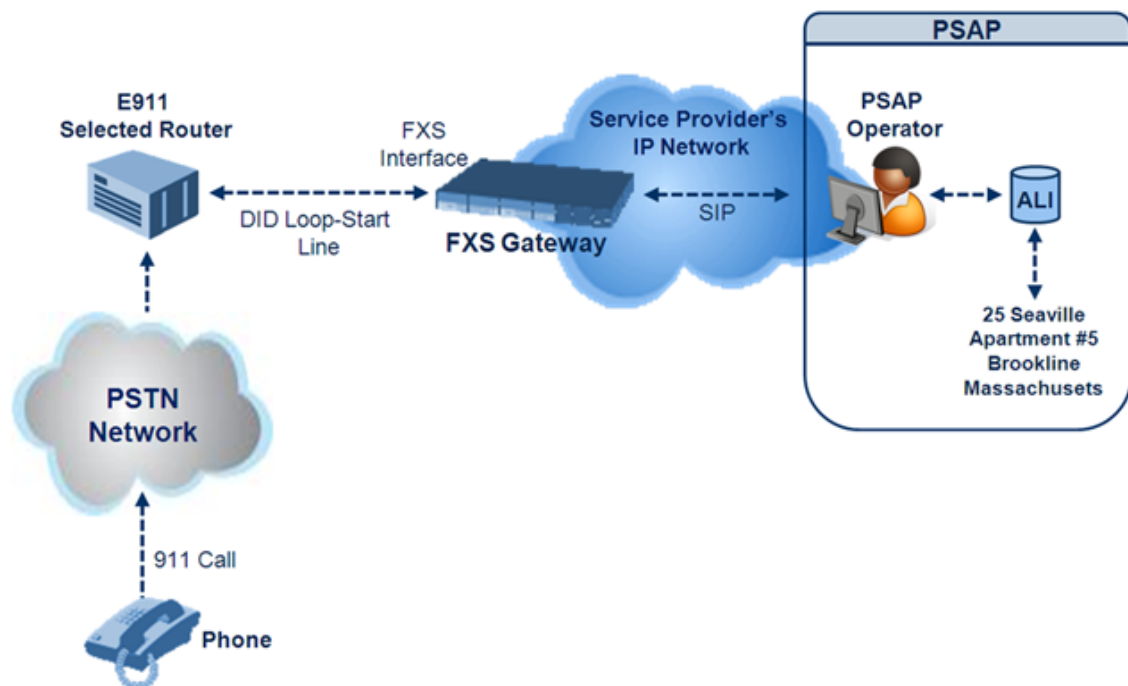 PSAP
E911
Selected Router
FXS
Interface
Service Provider's
IP Network
PSAP
Operator
DID Loop-Start
Line
FXS Gateway
SIP
ALI
25 Seaville
Apartment #5
Brookline
Massachusets
PSTN
Network
911 Call
Phone